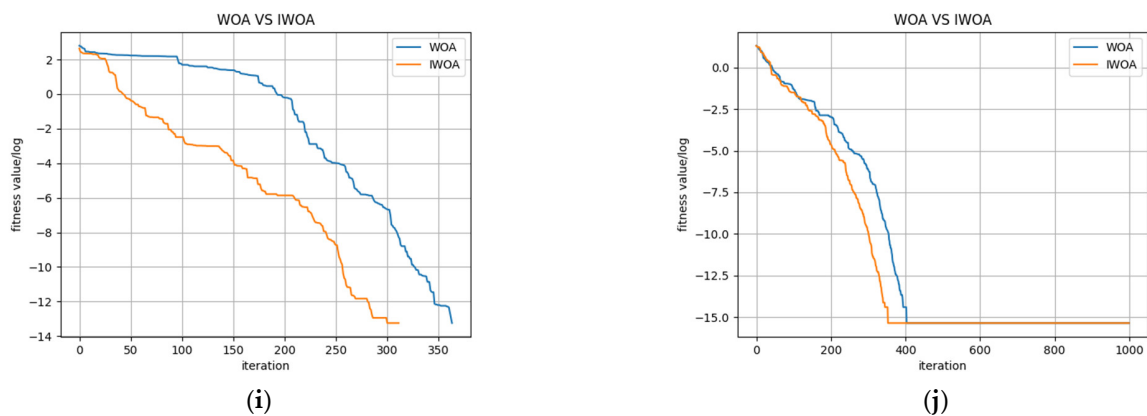 WOA VS IWOA
WOA
IWOA
fitness value/log
2
0
−2
−4
−6
−8
−10
−12
−14
0 50 100 150 200 250 300 350
iteration
(i)
WOA VS IWOA
WOA
IWOA
fitness value/log
0.0
−2.5
−5.0
−7.5
−10.0
−12.5
−15.0
0 200 400 600 800 1000
iteration
(j)